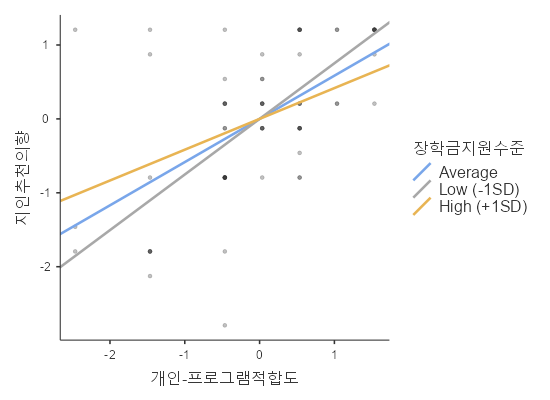 1
0
-1
-2
지인추천의향
-2
-1
0
1
개인-프로그램적합도
장학금지원수준
Average
Low (-1SD)
High (+1SD)